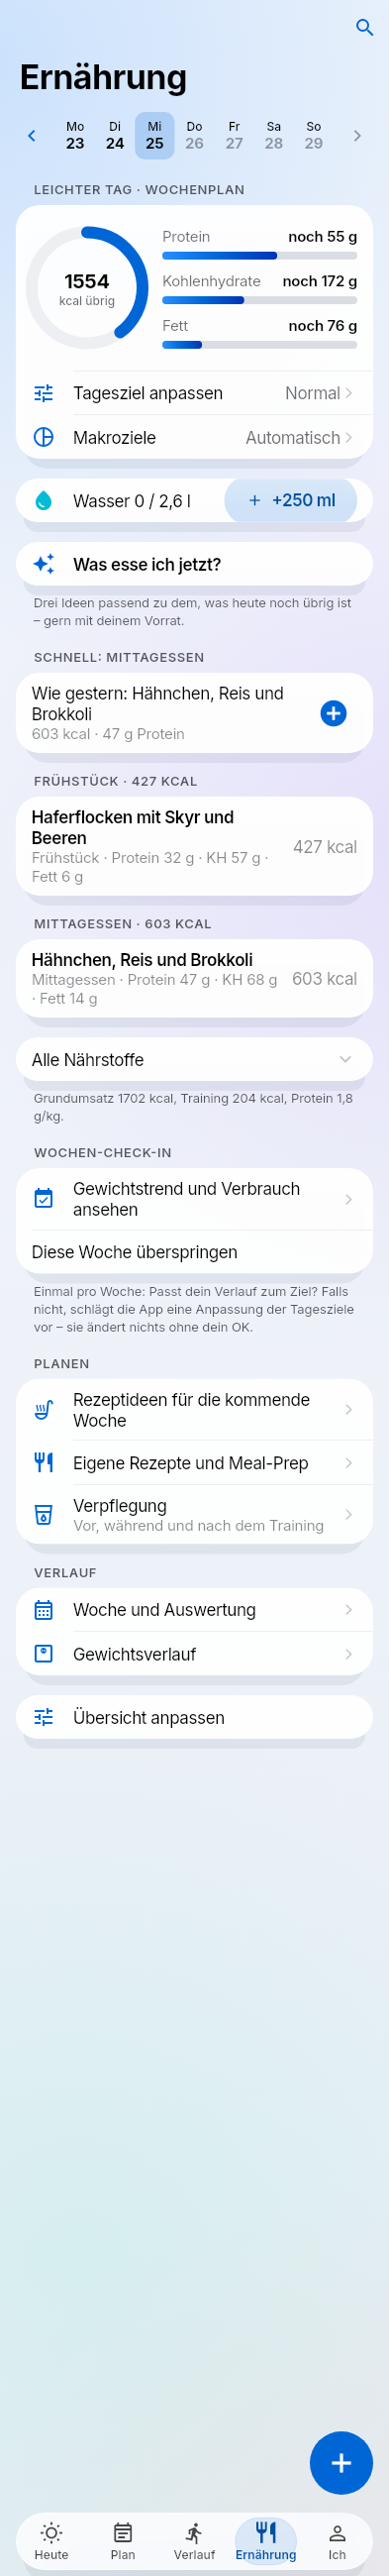 Ernährung
Mo Di Mi Do Fr Sa So
23 24 25 26 27 28 29
LEICHTER TAG · WOCHENPLAN
1554
kcal übrig
Protein noch 55 g
Kohlenhydrate noch 172 g
Fett noch 76 g
Tagesziel anpassen Normal
Makroziele Automatisch
Wasser 0 / 2,6 l + +250 ml
Was esse ich jetzt?
Drei Ideen passend zu dem, was heute noch übrig ist
– gern mit deinem Vorrat.
SCHNELL: MITTAGESSEN
Wie gestern: Hähnchen, Reis und
Brokkoli
603 kcal · 47 g Protein
FRÜHSTÜCK · 427 KCAL
Haferflocken mit Skyr und
Beeren
427 kcal
Frühstück · Protein 32 g · KH 57 g ·
Fett 6 g
MITTAGESSEN · 603 KCAL
Hähnchen, Reis und Brokkoli
603 kcal
Mittagessen · Protein 47 g · KH 68 g
· Fett 14 g
Alle Nährstoffe
Grundumsatz 1702 kcal, Training 204 kcal, Protein 1,8
g/kg.
WOCHEN-CHECK-IN
Gewichtstrend und Verbrauch
ansehen
Diese Woche überspringen
Einmal pro Woche: Passt dein Verlauf zum Ziel? Falls
nicht, schlägt die App eine Anpassung der Tagesziele
vor – sie ändert nichts ohne dein OK.
PLANEN
Rezeptideen für die kommende
Woche
Eigene Rezepte und Meal-Prep
Verpflegung
Vor, während und nach dem Training
VERLAUF
Woche und Auswertung
Gewichtsverlauf
Übersicht anpassen
Heute Plan Verlauf Ernährung Ich